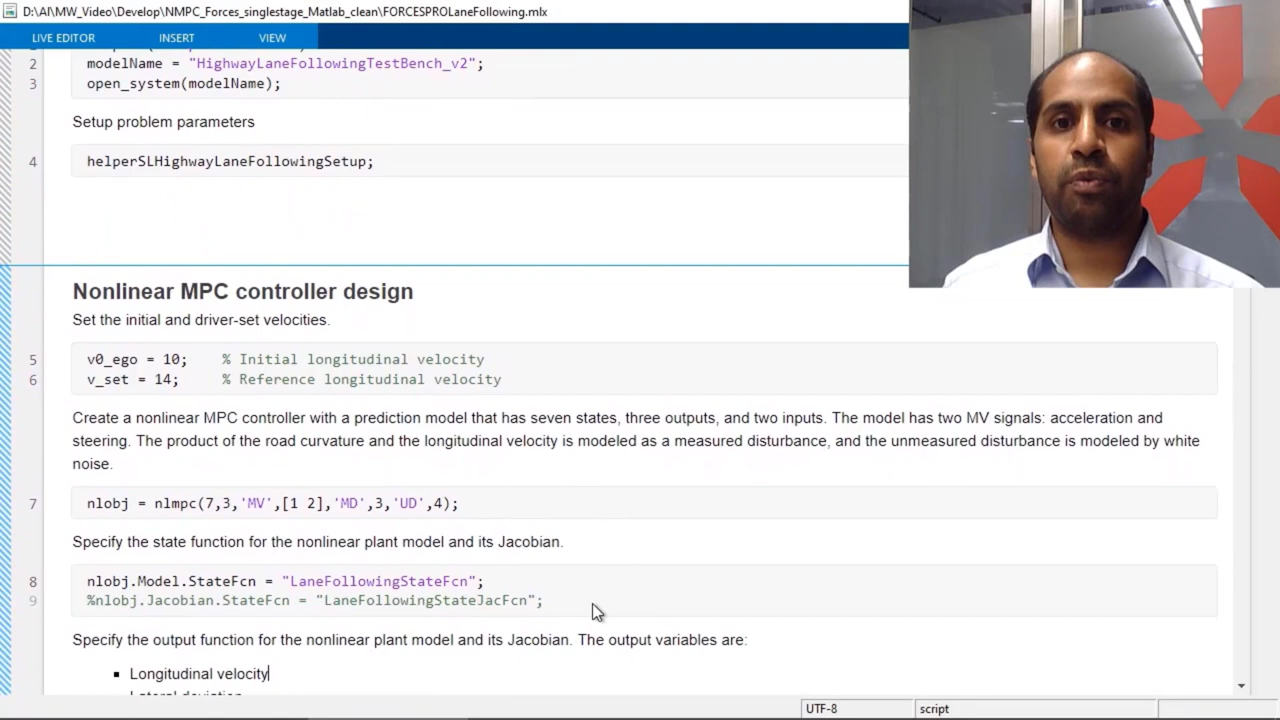 D:\AI\MW_Video\Develop\NMPC_Forces_singlestage_Matlab_clean\FORCESPROLaneFollowing.mlx
LIVE EDITOR INSERT VIEW
2 modelName = "HighwayLaneFollowingTestBench_v2";
3 open_system(modelName);
Setup problem parameters
4 helperSLHighwayLaneFollowingSetup;
Nonlinear MPC controller design
Set the initial and driver-set velocities.
5 v0_ego = 10; % Initial longitudinal velocity
6 v_set = 14; % Reference longitudinal velocity
Create a nonlinear MPC controller with a prediction model that has seven states, three outputs, and two inputs. The model has two MV signals: acceleration and
steering. The product of the road curvature and the longitudinal velocity is modeled as a measured disturbance, and the unmeasured disturbance is modeled by white
noise.
7 nlobj = nlmpc(7,3,'MV',[1 2],'MD',3,'UD',4);
Specify the state function for the nonlinear plant model and its Jacobian.
8 nlobj.Model.StateFcn = "LaneFollowingStateFcn";
9 %nlobj.Jacobian.StateFcn = "LaneFollowingStateJacFcn";
Specify the output function for the nonlinear plant model and its Jacobian. The output variables are:
▪ Longitudinal velocity
Lateral deviation
UTF-8 script